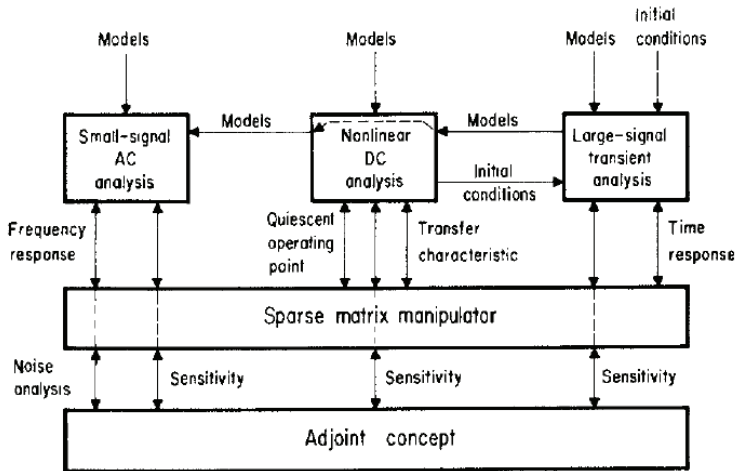 Models
Models
Models
Initial
conditions
Small-signal
AC
analysis
Models
Nonlinear
DC
analysis
Models
Initial
conditions
Large-signal
transient
analysis
Frequency
response
Quiescent
operating
point
Transfer
characteristic
Time
response
Sparse matrix manipulator
Noise
analysis
Sensitivity
Sensitivity
Sensitivity
Adjoint concept